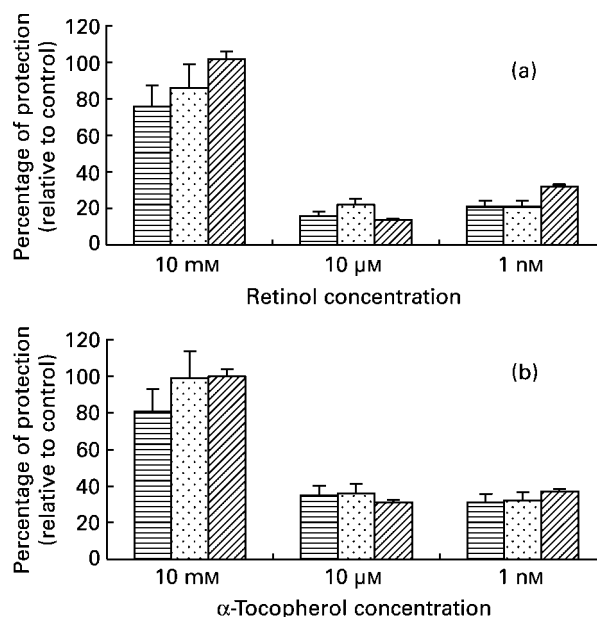 Percentage of protection
(relative to control)
120
100
80
60
40
20
0
(a)
10 mM
10 µM
1 nM
Retinol concentration
Percentage of protection
(relative to control)
120
100
80
60
40
20
0
(b)
10 mM
10 µM
1 nM
α-Tocopherol concentration